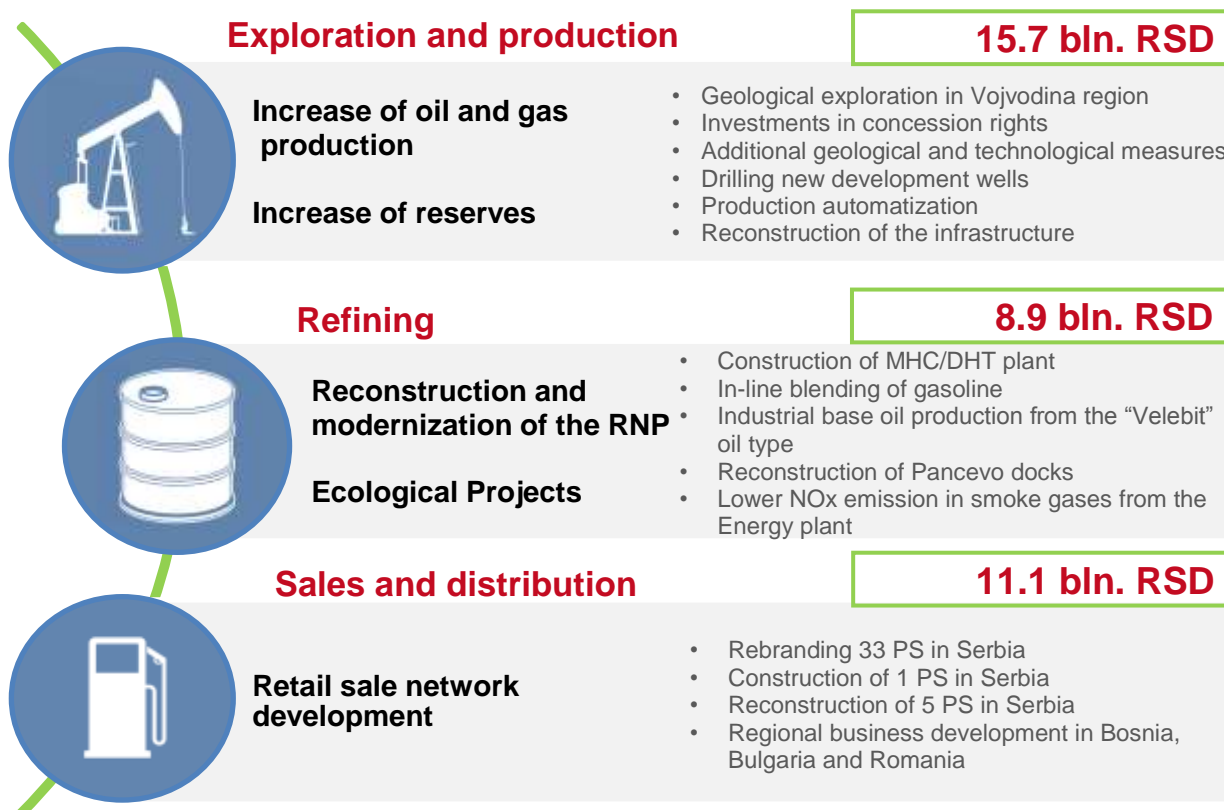 Exploration and production
15.7 bln. RSD
Increase of oil and gas
production
Increase of reserves
• Geological exploration in Vojvodina region
• Investments in concession rights
• Additional geological and technological measures
• Drilling new development wells
• Production automatization
• Reconstruction of the infrastructure
Refining
8.9 bln. RSD
Reconstruction and
modernization of the RNP
Ecological Projects
• Construction of MHC/DHT plant
• In-line blending of gasoline
• Industrial base oil production from the “Velebit”
oil type
• Reconstruction of Pancevo docks
• Lower NOx emission in smoke gases from the
Energy plant
Sales and distribution
11.1 bln. RSD
Retail sale network
development
• Rebranding 33 PS in Serbia
• Construction of 1 PS in Serbia
• Reconstruction of 5 PS in Serbia
• Regional business development in Bosnia,
Bulgaria and Romania